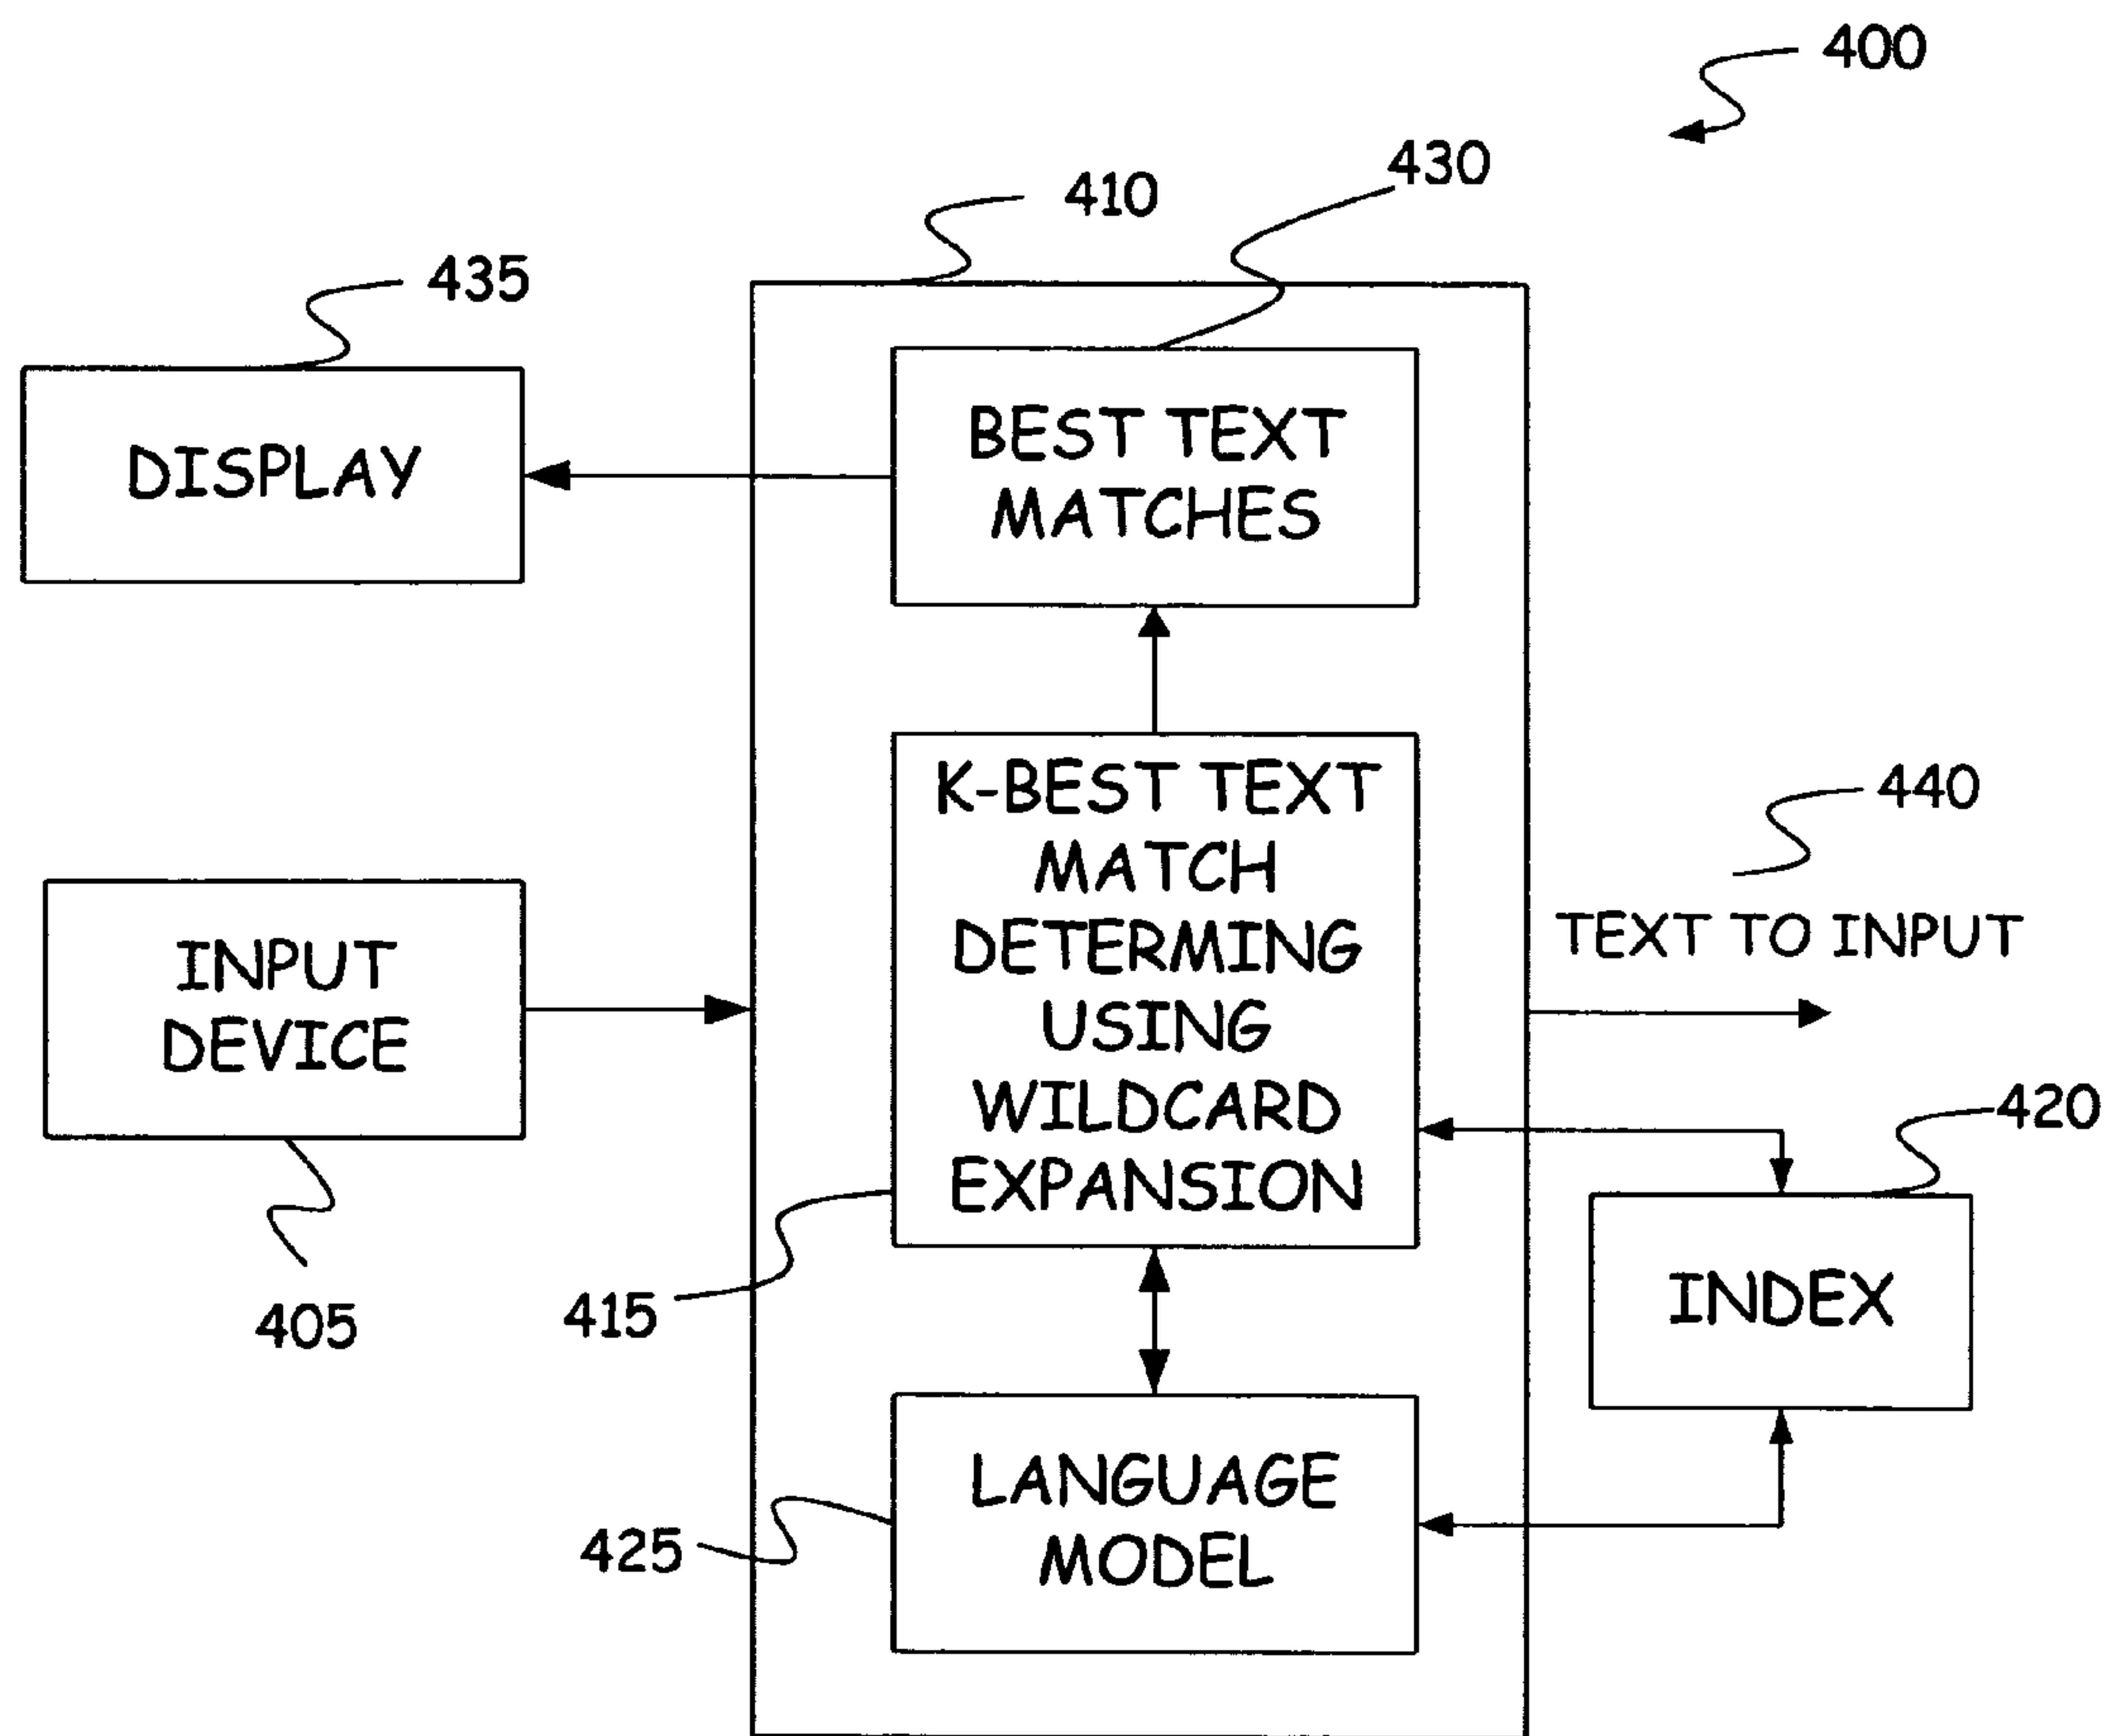 400
430
410
435
BEST TEXT
MATCHES
DISPLAY
K-BEST TEXT
MATCH
DETERMING
USING
WILDCARD
EXPANSION
440
TEXT TO INPUT
INPUT
DEVICE
420
405
415
INDEX
LANGUAGE
MODEL
425